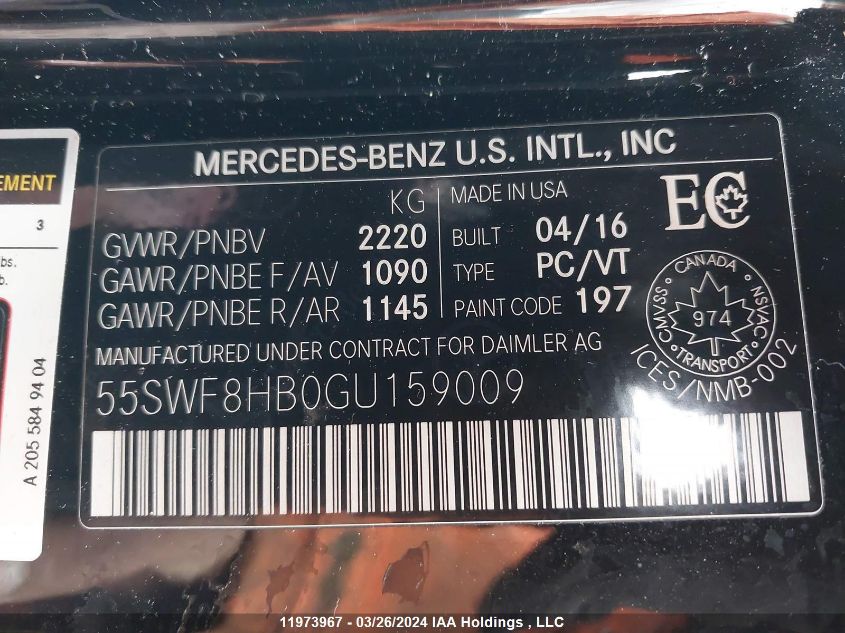 MERCEDES-BENZ U.S. INTL., INC
KG
GVWR/PNBV 2220
GAWR/PNBE F/AV 1090
GAWR/PNBE R/AR 1145
MADE IN USA
BUILT 04/16
TYPE PC/VT
PAINT CODE 197
EC
CANADA
CMVSS
NSVAC
974
TRANSPORT
ICES/NMB-002
MANUFACTURED UNDER CONTRACT FOR DAIMLER AG
55SWF8HB0GU159009
EMENT
3
bs.
b.
A 205 584 94 04
11973967 - 03/26/2024 IAA Holdings , LLC